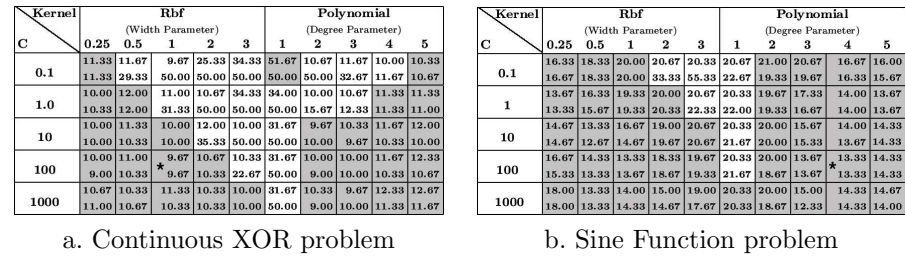 Kernel Rbf Polynomial
(Width Parameter) (Degree Parameter)
C 0.25 0.5 1 2 3 1 2 3 4 5
11.33 11.67 9.67 25.33 34.33 51.67 10.67 11.67 10.00 10.33
0.1
11.33 29.33 50.00 50.00 50.00 50.00 50.00 32.67 11.67 10.67
10.00 12.00 11.00 10.67 34.33 34.00 10.00 10.67 11.33 11.33
1.0
10.33 12.00 31.33 50.00 50.00 50.00 15.67 12.33 11.33 11.00
10.00 11.33 10.00 12.00 10.00 31.67 9.67 10.33 11.67 12.00
10
10.00 10.33 10.00 35.33 50.00 50.00 10.00 9.67 10.33 10.00
10.00 11.00 9.67 10.67 10.33 31.67 10.00 10.00 11.67 12.33
100 *
9.00 10.33 9.67 10.33 22.67 50.00 9.00 10.00 10.00 11.67
10.67 10.33 11.33 10.33 10.00 31.67 10.33 9.67 12.33 12.67
1000
11.00 10.67 10.33 10.33 10.00 50.00 9.00 10.00 11.33 11.67
a. Continuous XOR problem
Kernel Rbf Polynomial
(Width Parameter) (Degree Parameter)
C 0.25 0.5 1 2 3 1 2 3 4 5
16.33 18.33 20.00 20.67 20.33 20.67 21.00 20.67 16.67 16.00
0.1
16.67 18.33 20.00 33.33 55.33 22.67 19.33 19.67 16.33 15.67
13.67 16.33 19.33 20.00 20.67 20.33 19.67 17.33 14.00 13.67
1
13.33 15.67 19.33 20.33 22.33 22.00 19.33 16.67 14.00 13.67
14.67 13.33 16.67 19.00 20.67 20.33 20.00 15.67 14.00 14.33
10
14.67 12.67 14.67 19.67 20.67 21.67 20.00 15.33 13.67 14.33
16.67 14.33 13.33 18.33 19.67 20.33 20.00 13.67 13.33 14.33
100 *
15.33 13.33 13.67 18.67 19.33 21.67 18.67 13.67 13.33 14.33
18.00 13.33 14.00 15.00 19.00 20.33 20.00 15.00 14.33 14.67
1000
18.00 13.33 14.33 14.67 17.67 20.33 18.67 12.33 14.33 14.00
b. Sine Function problem